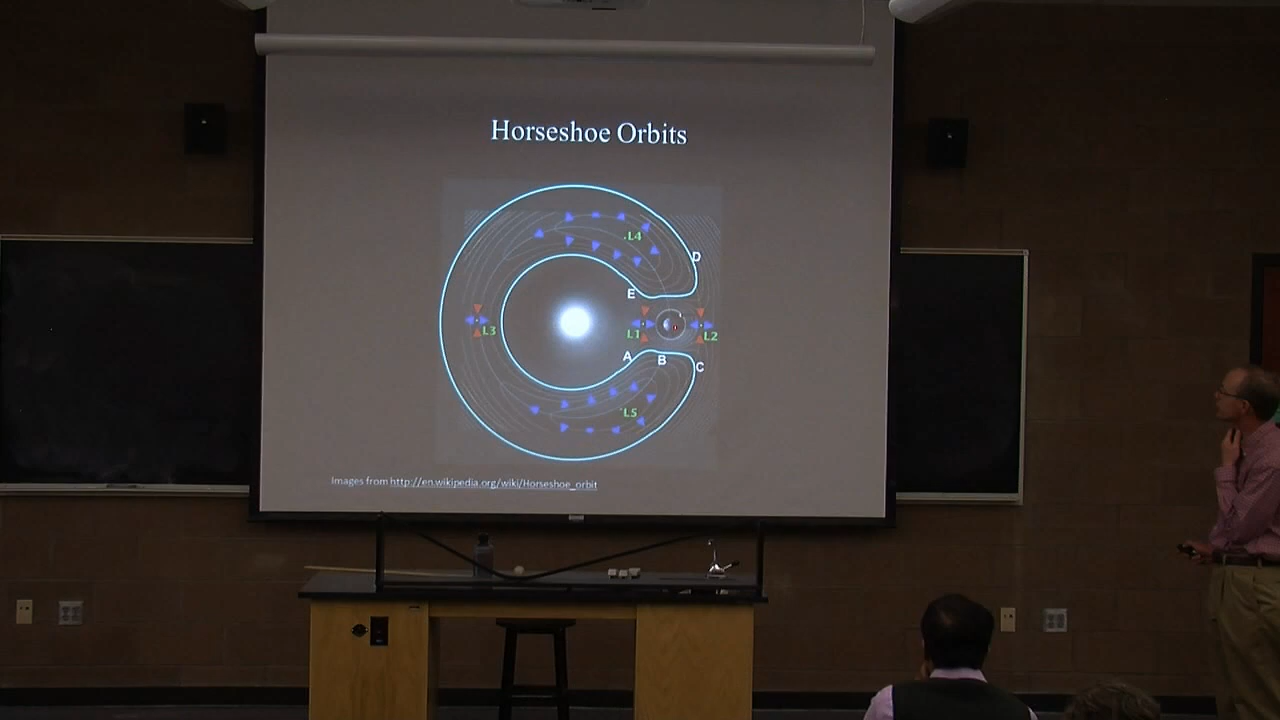 Horseshoe Orbits
L4
D
E
L3
L1
L2
A
B
C
L5
Images from http://en.wikipedia.org/wiki/Horseshoe_orbit